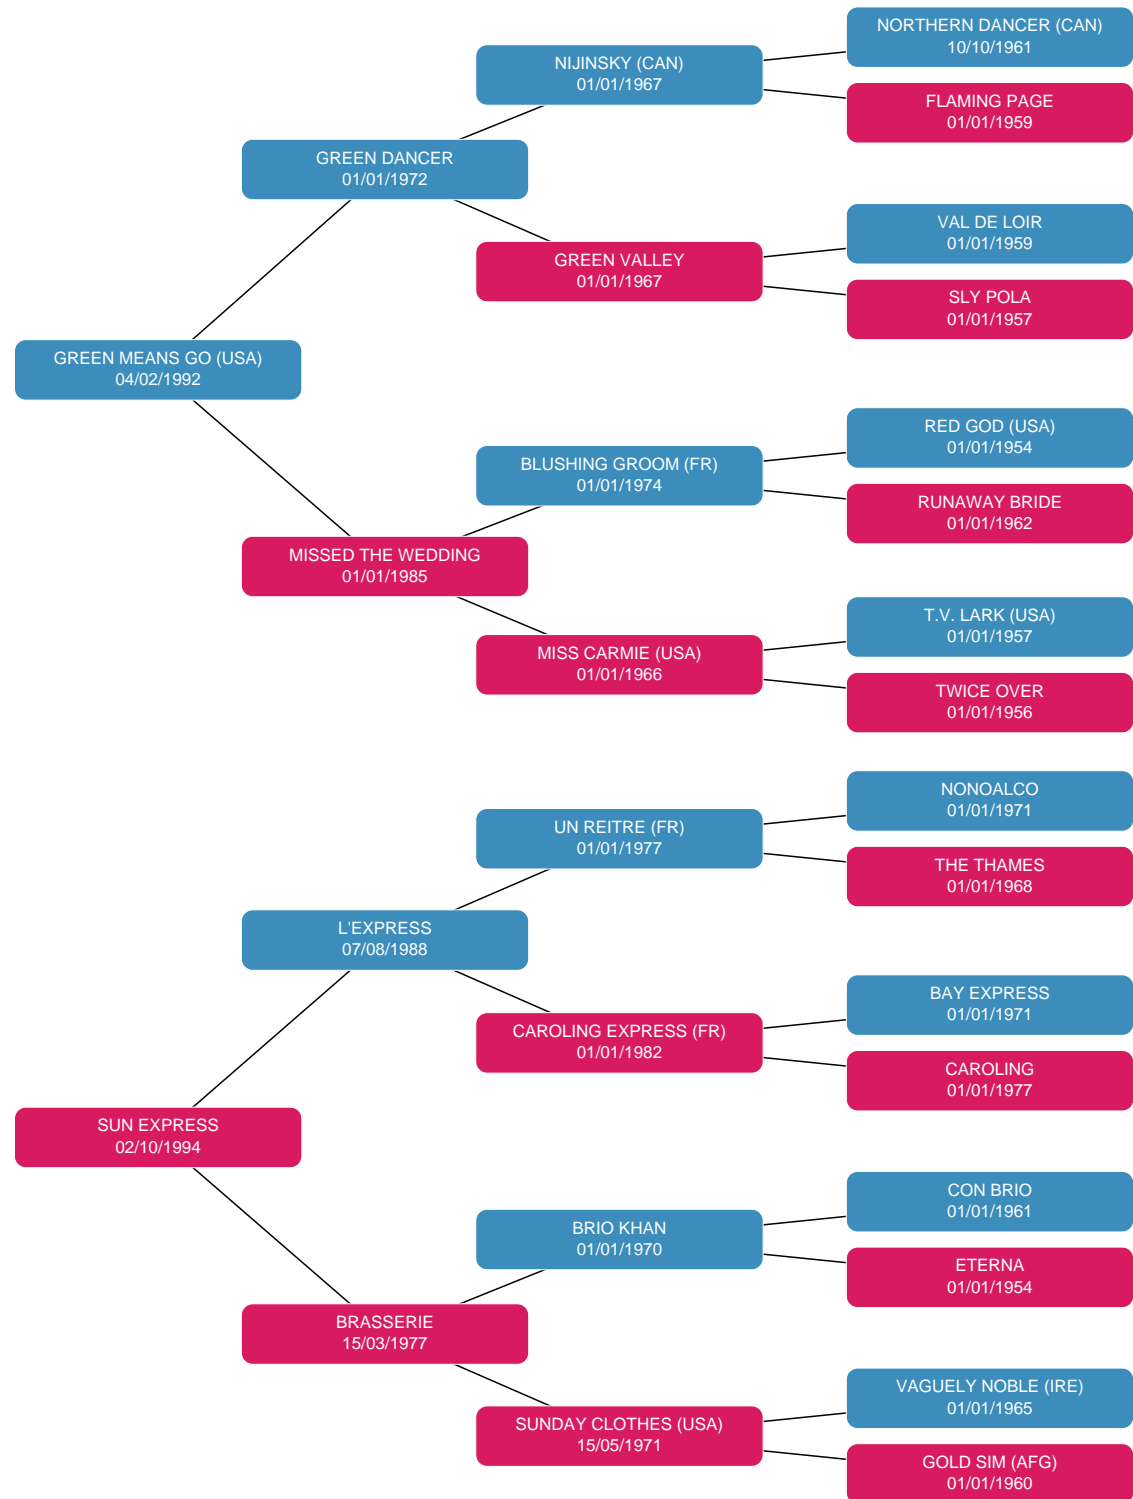 NORTHERN DANCER (CAN)
10/10/1961
NIJINSKY (CAN)
01/01/1967
FLAMING PAGE
01/01/1959
GREEN DANCER
01/01/1972
VAL DE LOIR
01/01/1959
GREEN VALLEY
01/01/1967
SLY POLA
01/01/1957
GREEN MEANS GO (USA)
04/02/1992
RED GOD (USA)
01/01/1954
BLUSHING GROOM (FR)
01/01/1974
RUNAWAY BRIDE
01/01/1962
MISSED THE WEDDING
01/01/1985
T.V. LARK (USA)
01/01/1957
MISS CARMIE (USA)
01/01/1966
TWICE OVER
01/01/1956
NONOALCO
01/01/1971
UN REITRE (FR)
01/01/1977
THE THAMES
01/01/1968
L'EXPRESS
07/08/1988
BAY EXPRESS
01/01/1971
CAROLING EXPRESS (FR)
01/01/1982
CAROLING
01/01/1977
SUN EXPRESS
02/10/1994
CON BRIO
01/01/1961
BRIO KHAN
01/01/1970
ETERNA
01/01/1954
BRASSERIE
15/03/1977
VAGUELY NOBLE (IRE)
01/01/1965
SUNDAY CLOTHES (USA)
15/05/1971
GOLD SIM (AFG)
01/01/1960